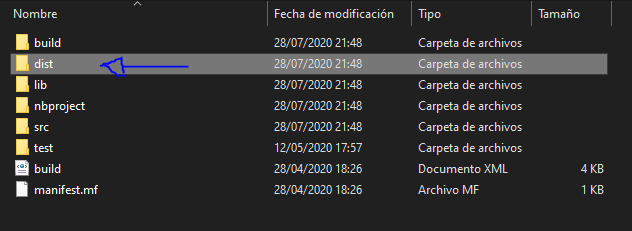 Nombre Fecha de modificación Tipo Tamaño
build 28/07/2020 21:48 Carpeta de archivos
dist 28/07/2020 21:48 Carpeta de archivos
lib 28/07/2020 21:48 Carpeta de archivos
nbproject 28/07/2020 21:48 Carpeta de archivos
src 28/07/2020 21:48 Carpeta de archivos
test 12/05/2020 17:57 Carpeta de archivos
build 28/04/2020 18:26 Documento XML 4 KB
manifest.mf 28/04/2020 18:26 Archivo MF 1 KB